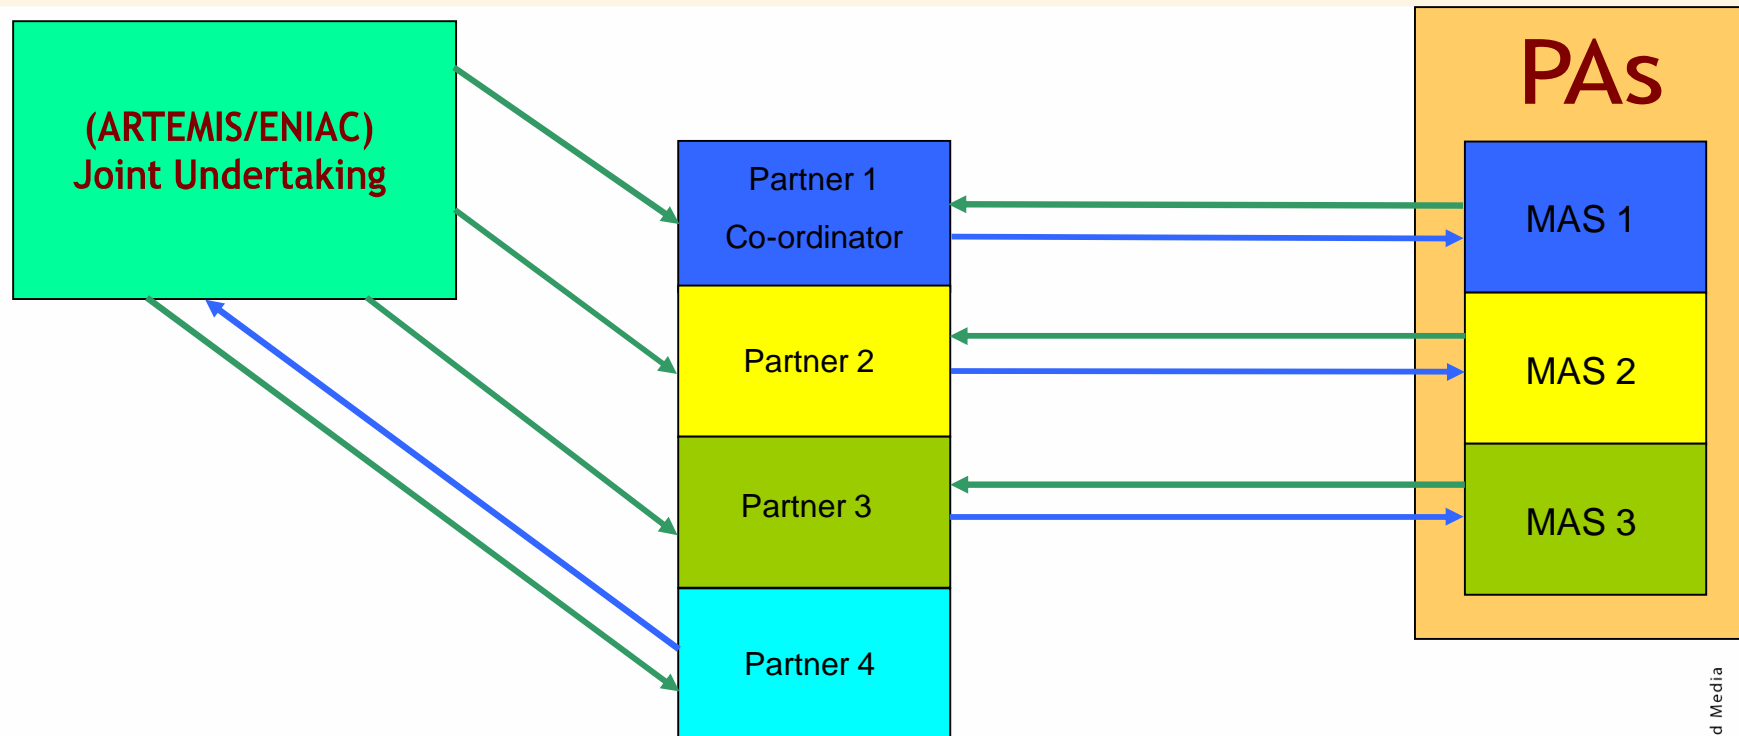 (ARTEMIS/ENIAC)
Joint Undertaking
Partner 1
Co-ordinator
Partner 2
Partner 3
Partner 4
PAs
MAS 1
MAS 2
MAS 3
d Media